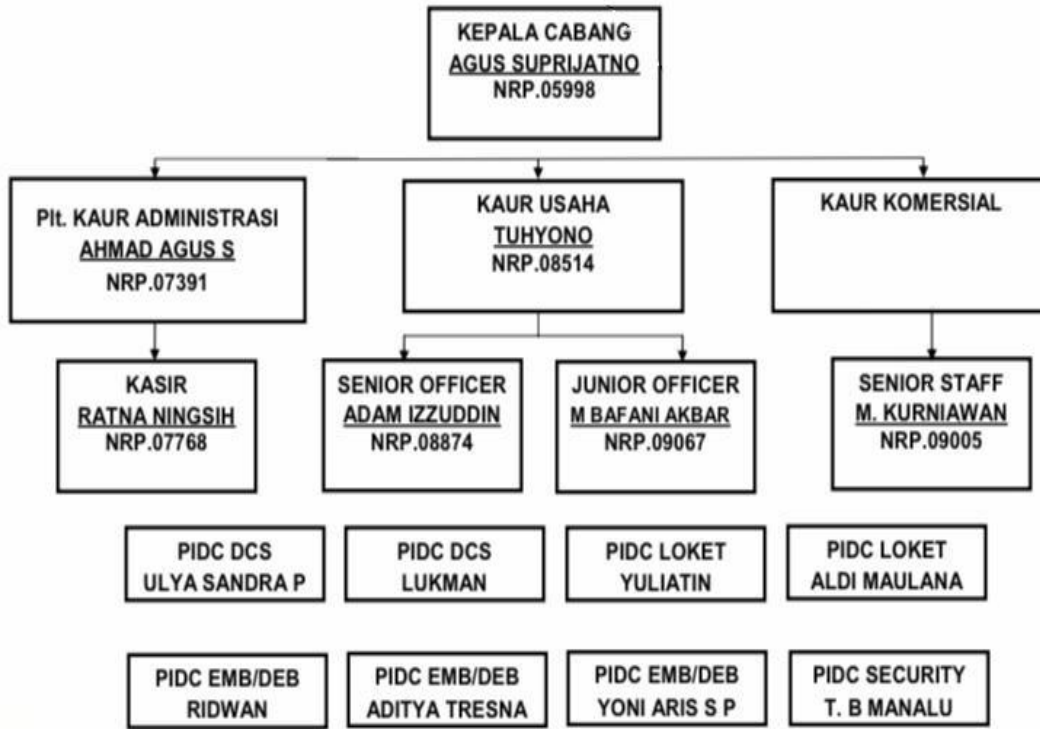 KEPALA CABANG
AGUS SUPRIJATNO
NRP.05998
Plt. KAUR ADMINISTRASI
AHMAD AGUS S
NRP.07391
KAUR USAHA
TUHYONO
NRP.08514
KAUR KOMERSIAL
KASIR
RATNA NINGSIH
NRP.07768
SENIOR OFFICER
ADAM IZZUDDIN
NRP.08874
JUNIOR OFFICER
M BAFANI AKBAR
NRP.09067
SENIOR STAFF
M. KURNIAWAN
NRP.09005
PIDC DCS
ULYA SANDRA P
PIDC DCS
LUKMAN
PIDC LOKET
YULIATIN
PIDC LOKET
ALDI MAULANA
PIDC EMB/DEB
RIDWAN
PIDC EMB/DEB
ADITYA TRESNA
PIDC EMB/DEB
YONI ARIS S P
PIDC SECURITY
T. B MANALU